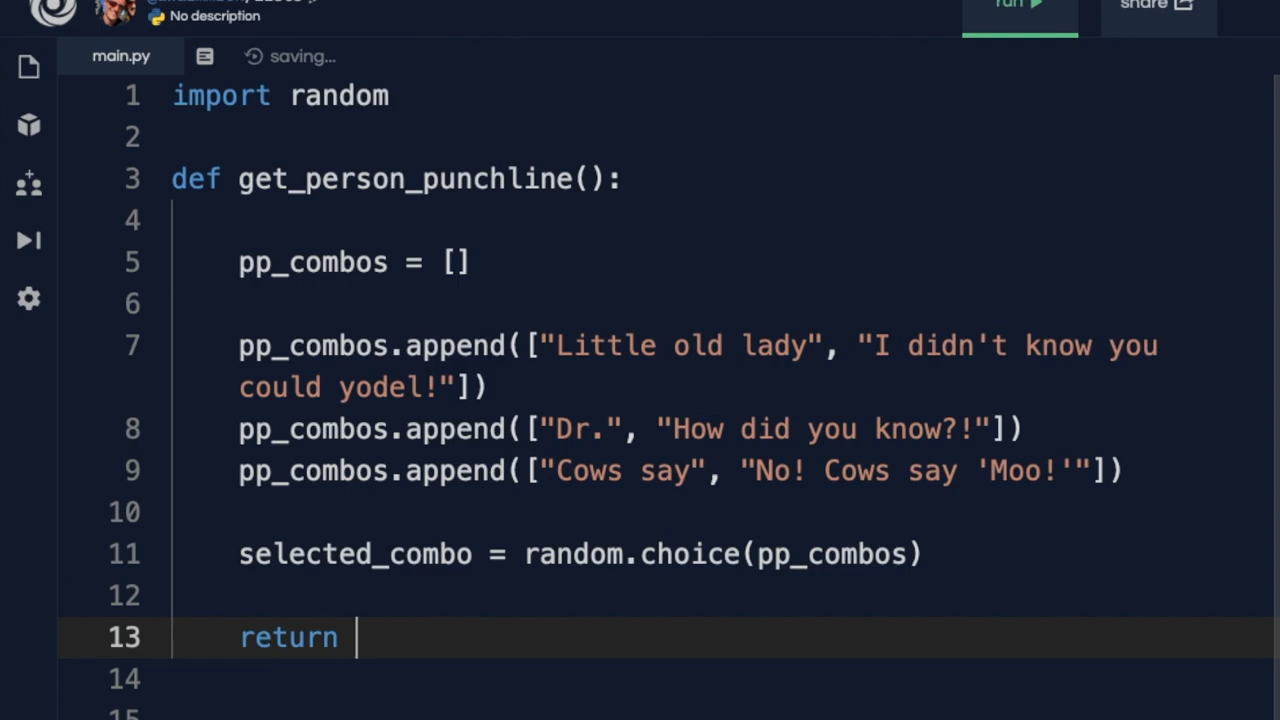 No description
run
share
main.py
saving...
1 import random
2
3 def get_person_punchline():
4
5 pp_combos = []
6
7 pp_combos.append(["Little old lady", "I didn't know you
could yodel!"])
8 pp_combos.append(["Dr.", "How did you know?!"])
9 pp_combos.append(["Cows say", "No! Cows say 'Moo!'"])
10
11 selected_combo = random.choice(pp_combos)
12
13 return
14
15